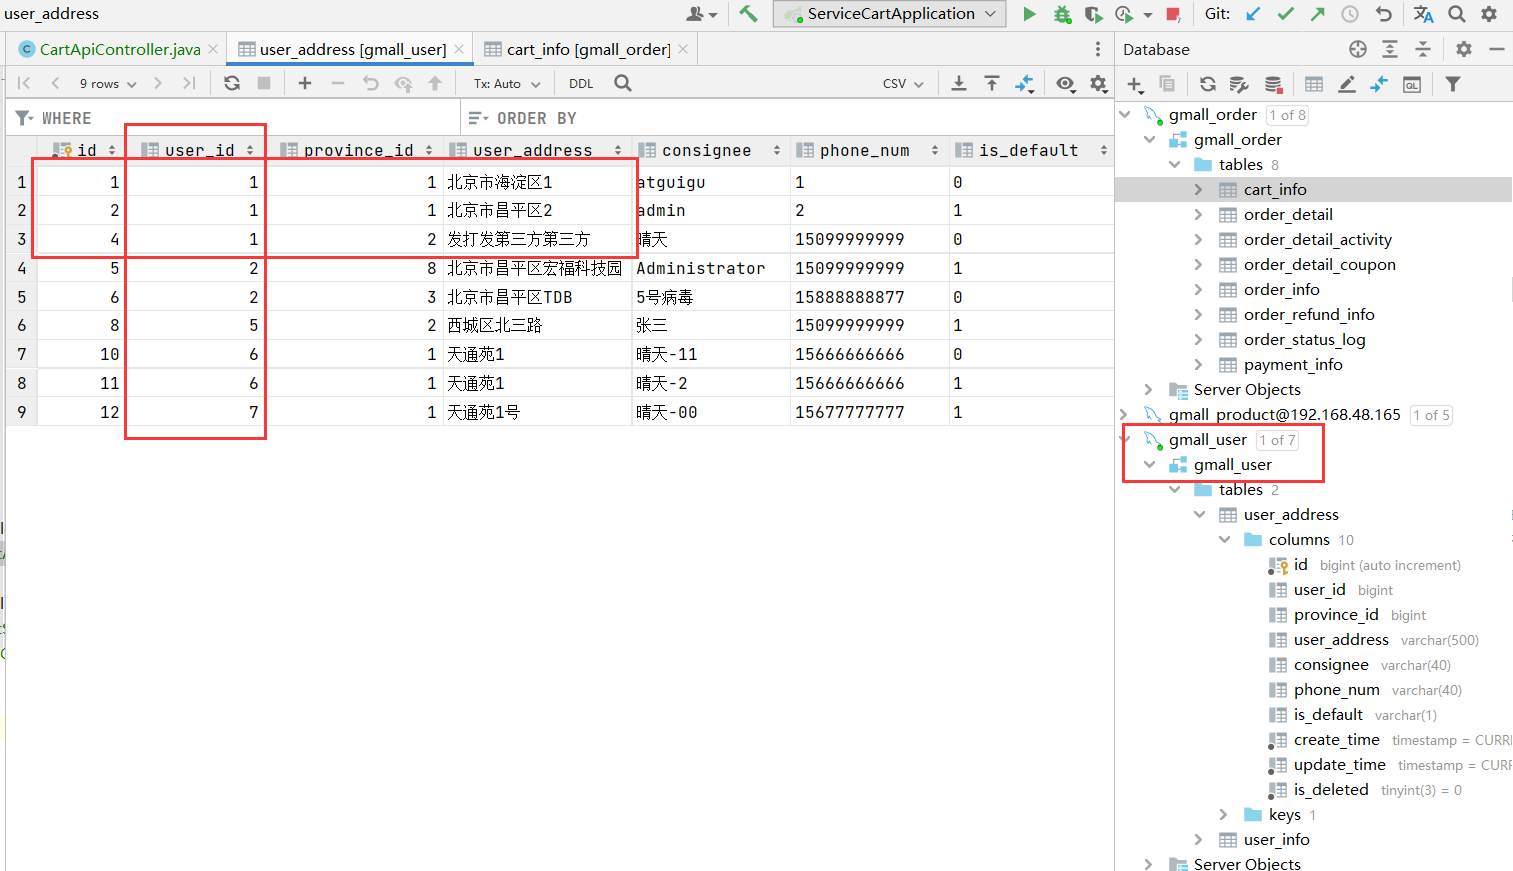 user_address
ServiceCartApplication
Git:
CartApiController.java
user_address [gmall_user]
cart_info [gmall_order]
Database
9 rows
Tx: Auto
DDL
CSV
WHERE
ORDER BY
id user_id province_id user_address consignee phone_num is_default
1 1 1 1 北京市海淀区1 atguigu 1 0
2 2 1 1 北京市昌平区2 admin 2 1
3 4 1 2 发打发第三方第三方 晴天 15099999999 0
4 5 2 8 北京市昌平区宏福科技园 Administrator 15099999999 1
5 6 2 3 北京市昌平区TDB 5号病毒 15888888877 0
6 8 5 2 西城区北三路 张三 15099999999 1
7 10 6 1 天通苑1 晴天-11 15666666666 0
8 11 6 1 天通苑1 晴天-2 15666666666 1
9 12 7 1 天通苑1号 晴天-00 15677777777 1
gmall_order 1 of 8
gmall_order
tables 8
cart_info
order_detail
order_detail_activity
order_detail_coupon
order_info
order_refund_info
order_status_log
payment_info
Server Objects
gmall_product@192.168.48.165 1 of 5
gmall_user 1 of 7
gmall_user
tables 2
user_address
columns 10
id bigint (auto increment)
user_id bigint
province_id bigint
user_address varchar(500)
consignee varchar(40)
phone_num varchar(40)
is_default varchar(1)
create_time timestamp = CURRI
update_time timestamp = CURR
is_deleted tinyint(3) = 0
keys 1
user_info
Server Objects